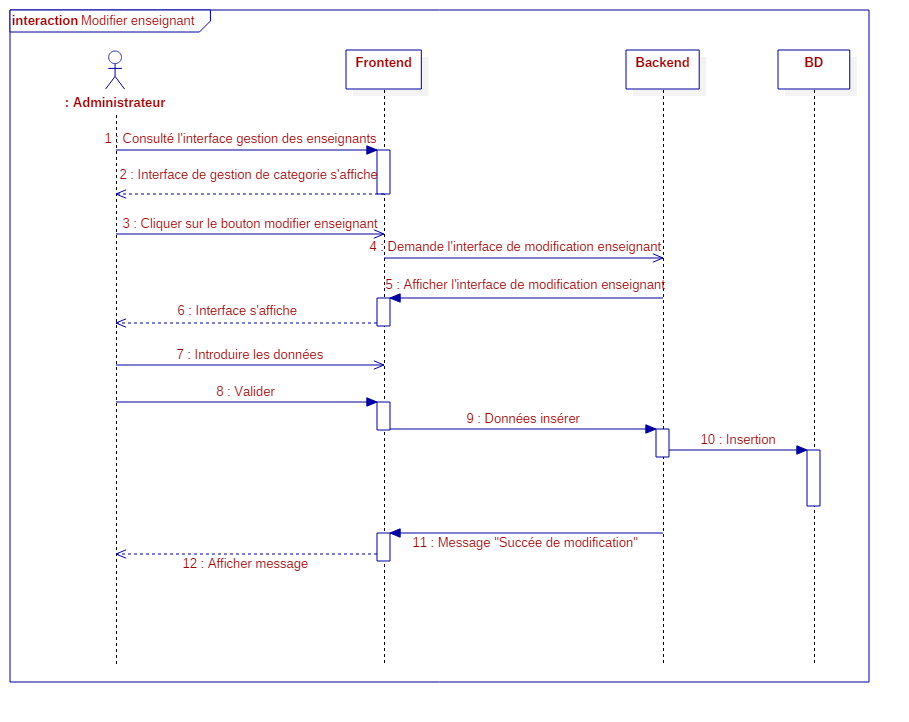 interaction Modifier enseignant
Frontend
Backend
BD
: Administrateur
1 : Consulté l'interface gestion des enseignants
2 : Interface de gestion de categorie s'affiche
3 : Cliquer sur le bouton modifier enseignant
4 : Demande l'interface de modification enseignant
5 : Afficher l'interface de modification enseignant
6 : Interface s'affiche
7 : Introduire les données
8 : Valider
9 : Données insérer
10 : Insertion
11 : Message "Succée de modification"
12 : Afficher message